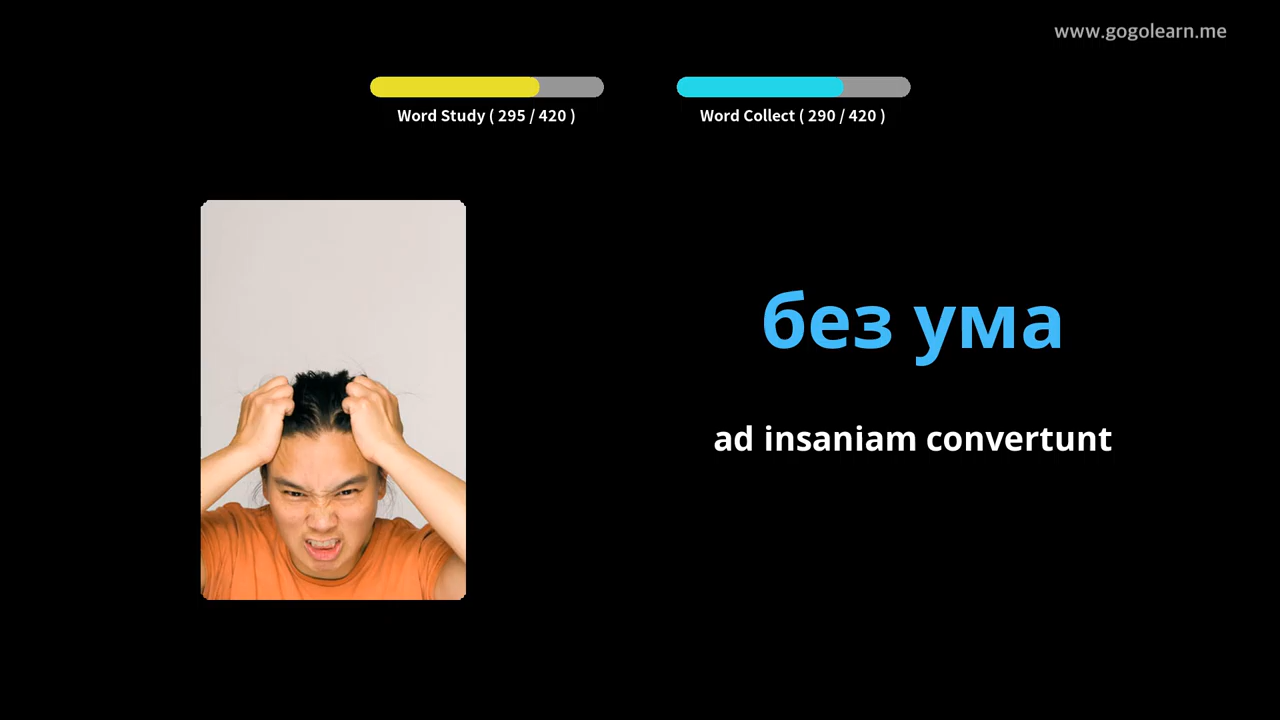 www.gogolearn.me
Word Study ( 295 / 420 )
Word Collect ( 290 / 420 )
без ума
ad insaniam convertunt